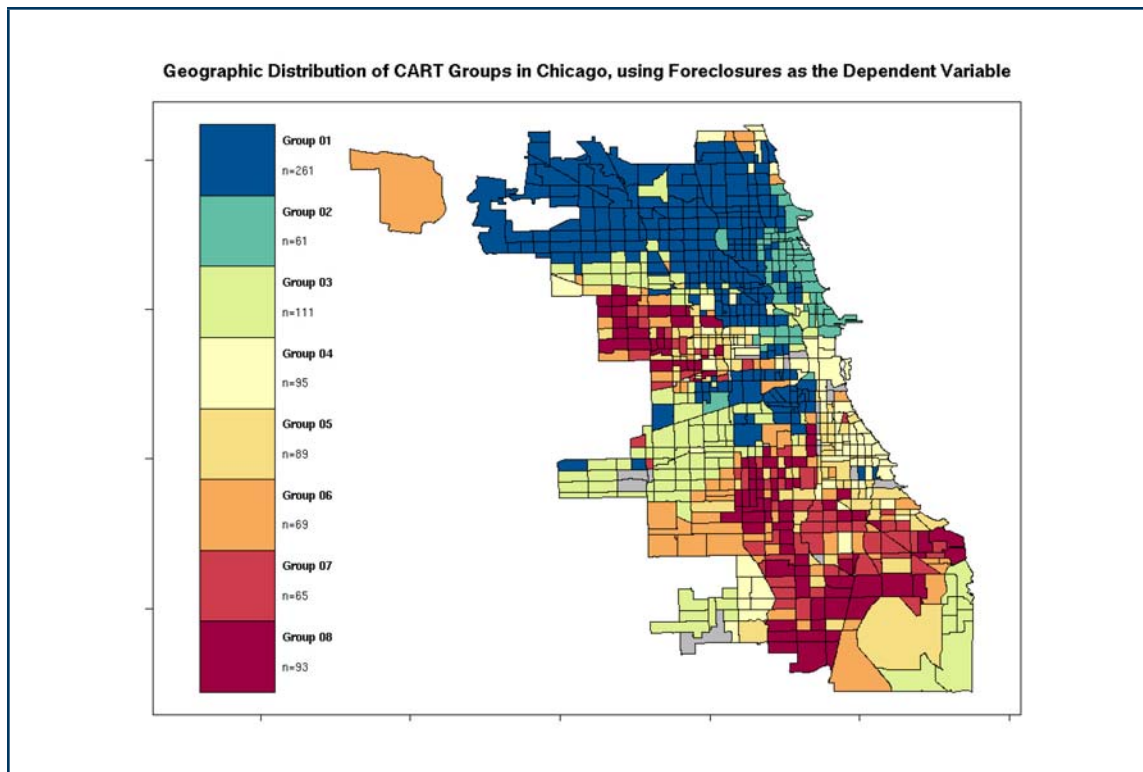 Geographic Distribution of CART Groups in Chicago, using Foreclosures as the Dependent Variable
Group 01
n=261
Group 02
n=61
Group 03
n=111
Group 04
n=95
Group 05
n=89
Group 06
n=69
Group 07
n=65
Group 08
n=93